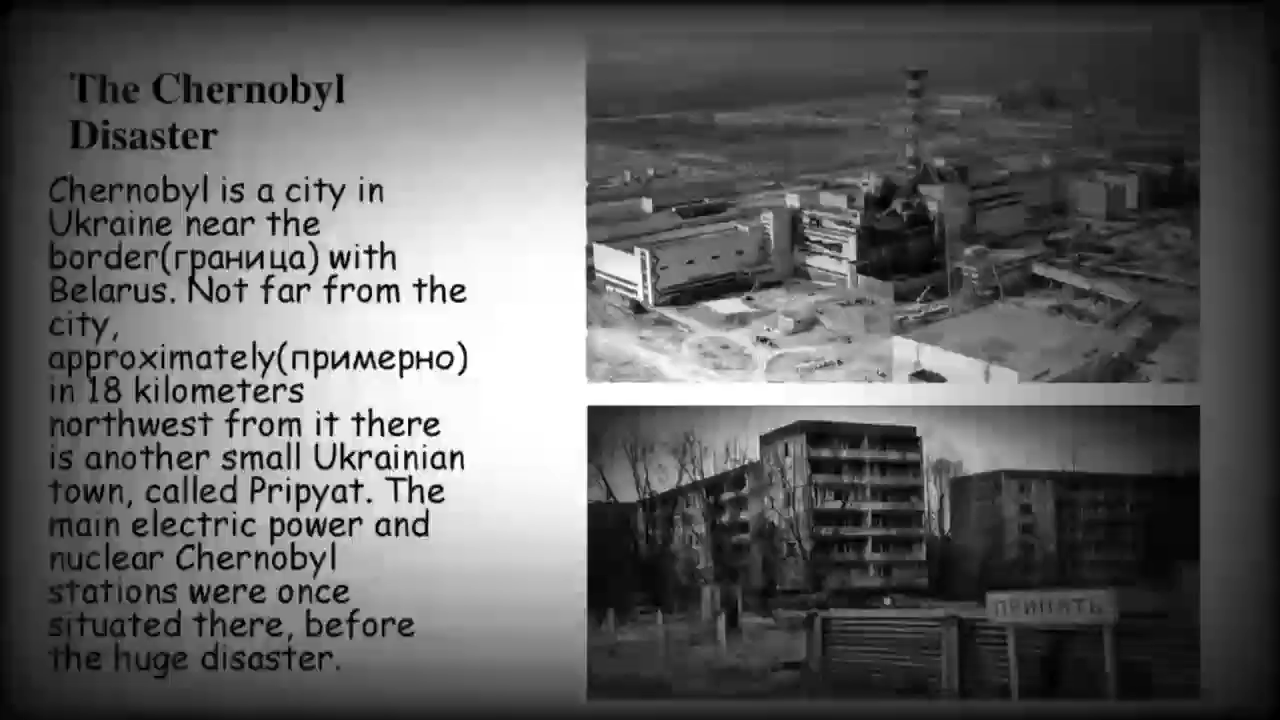 The Chernobyl
Disaster
Chernobyl is a city in
Ukraine near the
border(граница) with
Belarus. Not far from the
city,
approximately(примерно)
in 18 kilometers
northwest from it there
is another small Ukrainian
town, called Pripyat. The
main electric power and
nuclear Chernobyl
stations were once
situated there, before
the huge disaster.
ПРИПЯТЬ